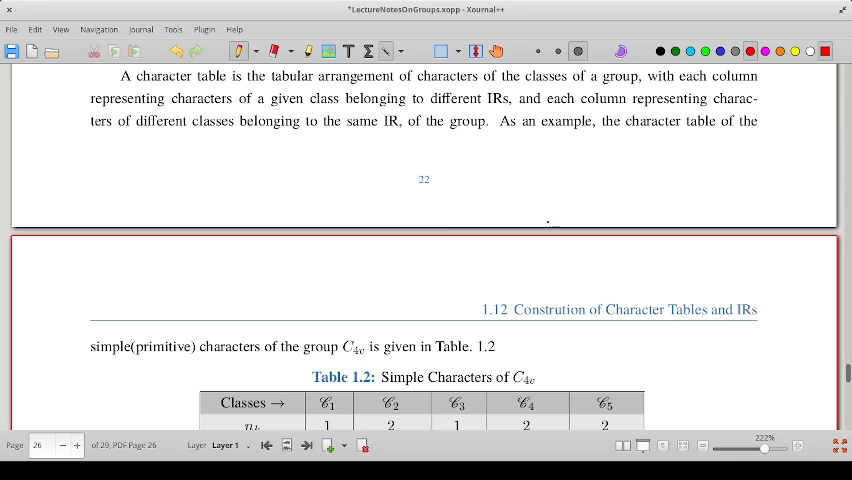 *LectureNotesOnGroups.xopp - Xournal++
File Edit View Navigation Journal Tools Plugin Help
A character table is the tabular arrangement of characters of the classes of a group, with each column
representing characters of a given class belonging to different IRs, and each column representing charac-
ters of different classes belonging to the same IR, of the group. As an example, the character table of the
22
1.12 Constrution of Character Tables and IRs
simple(primitive) characters of the group C₄ᵥ is given in Table. 1.2
Table 1.2: Simple Characters of C₄ᵥ
Classes → 𝒞₁ 𝒞₂ 𝒞₃ 𝒞₄ 𝒞₅
nₖ 1 2 1 2 2
Page 26 of 29, PDF Page 26 Layer Layer 1 222%